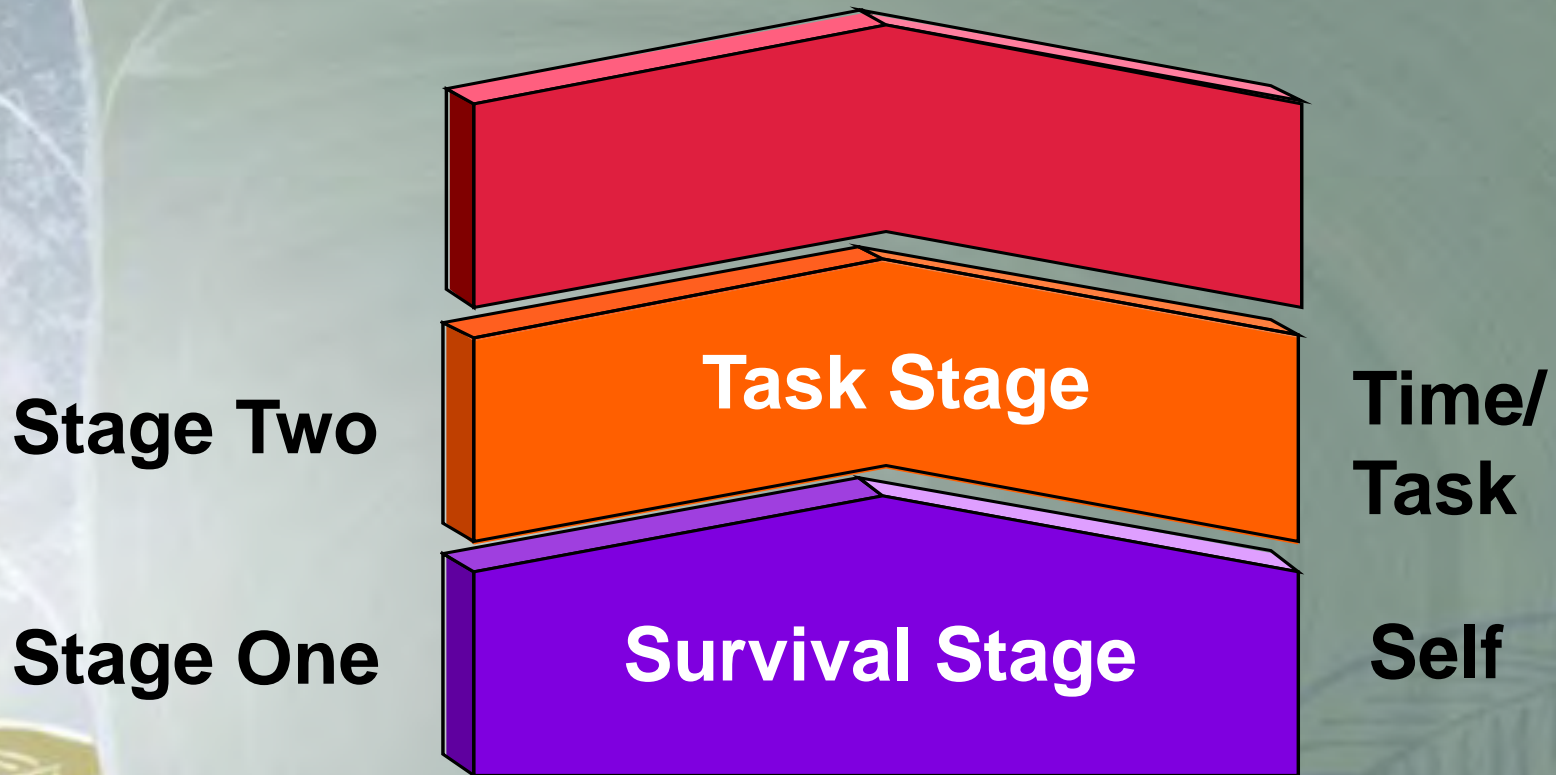 Stage Two
Task Stage
Time/
Task
Stage One
Survival Stage
Self